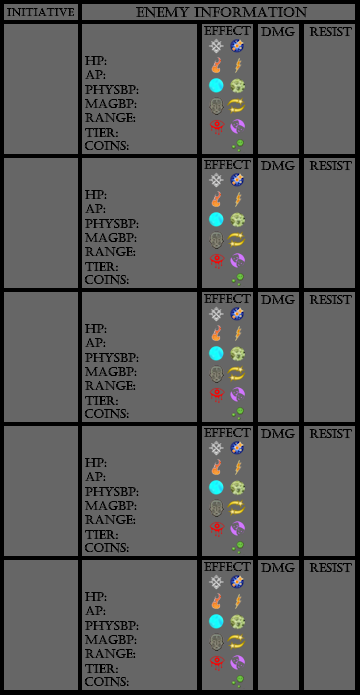 INITIATIVE ENEMY INFORMATION
EFFECT DMG RESIST
HP:
AP:
PHYSBP:
MAGBP:
RANGE:
TIER:
COINS:
EFFECT DMG RESIST
HP:
AP:
PHYSBP:
MAGBP:
RANGE:
TIER:
COINS:
EFFECT DMG RESIST
HP:
AP:
PHYSBP:
MAGBP:
RANGE:
TIER:
COINS:
EFFECT DMG RESIST
HP:
AP:
PHYSBP:
MAGBP:
RANGE:
TIER:
COINS:
EFFECT DMG RESIST
HP:
AP:
PHYSBP:
MAGBP:
RANGE:
TIER:
COINS: